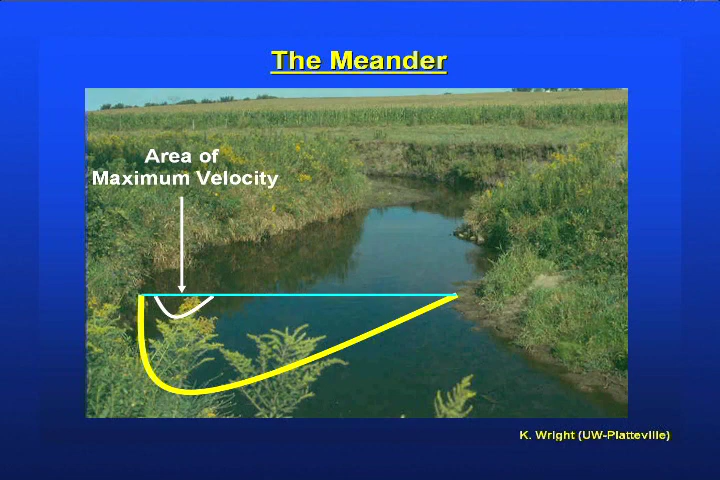 The Meander
Area of
Maximum Velocity
K. Wright (UW-Platteville)